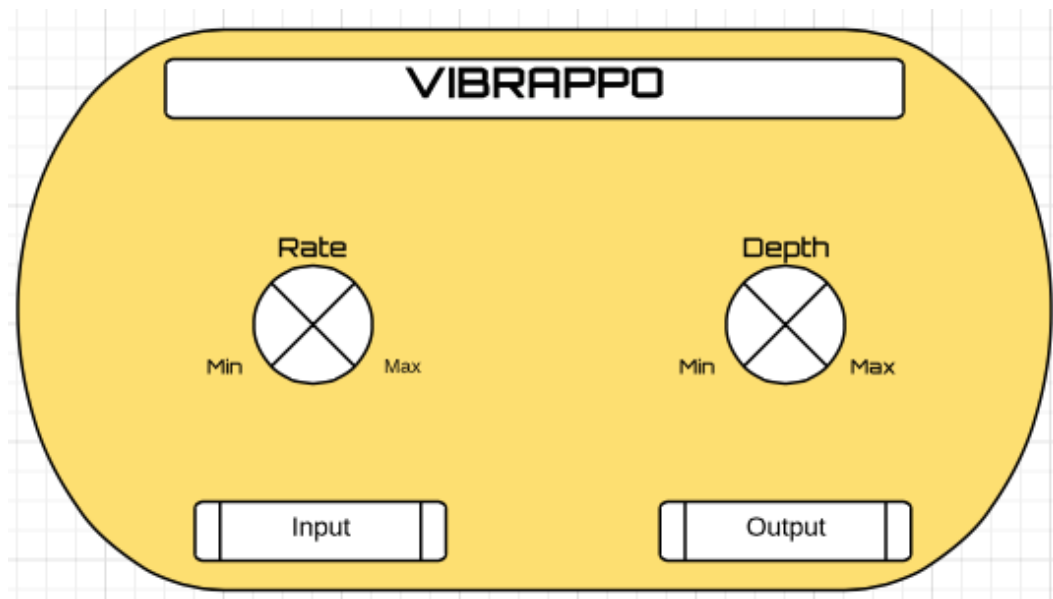 VIBRAPPO
Rate
Depth
Min
Max
Min
Max
Input
Output